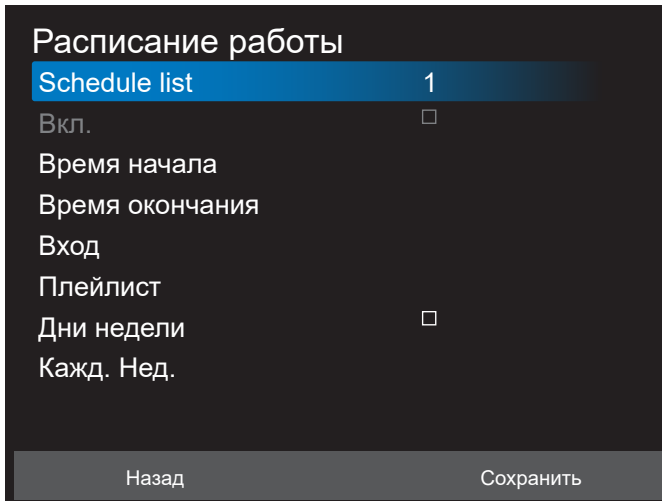 Расписание работы
Schedule list 1
Вкл.
Время начала
Время окончания
Вход
Плейлист
Дни недели
Кажд. Нед.
Назад Сохранить